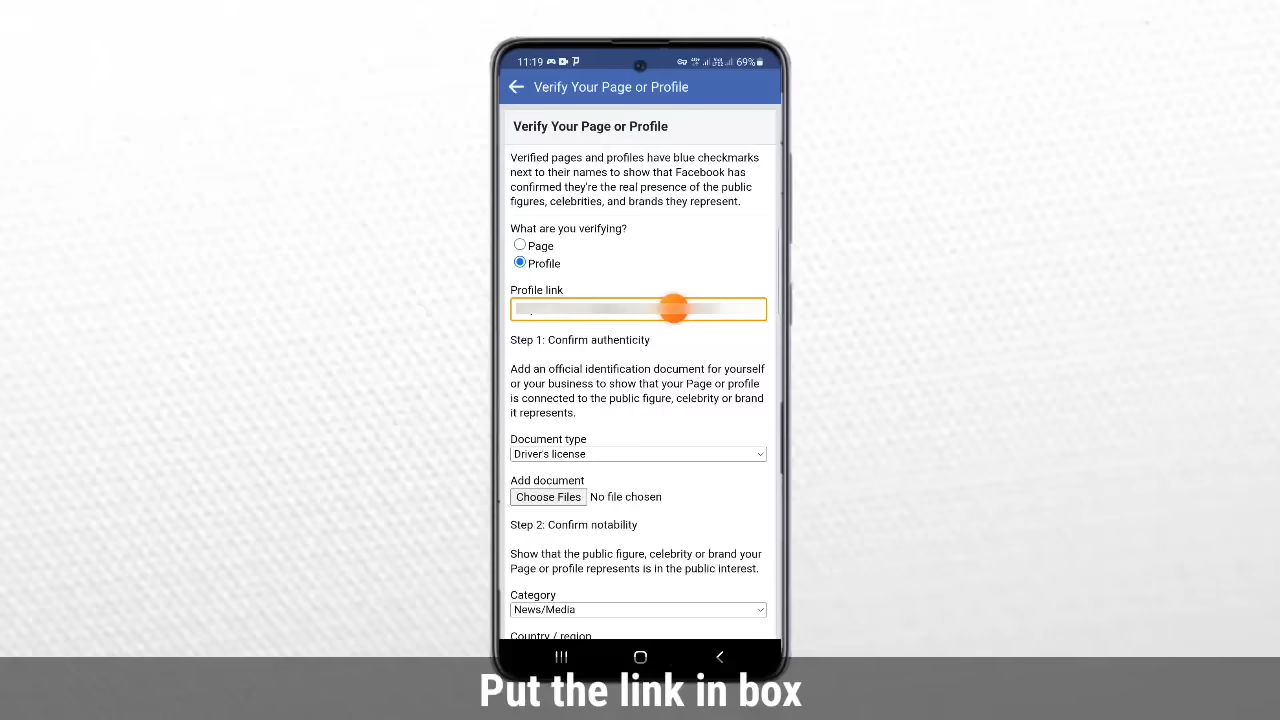 11:19 69%
Verify Your Page or Profile
Verify Your Page or Profile
Verified pages and profiles have blue checkmarks
next to their names to show that Facebook has
confirmed they're the real presence of the public
figures, celebrities, and brands they represent.
What are you verifying?
Page
Profile
Profile link
Step 1: Confirm authenticity
Add an official identification document for yourself
or your business to show that your Page or profile
is connected to the public figure, celebrity or brand
it represents.
Document type
Driver's license
Add document
Choose Files No file chosen
Step 2: Confirm notability
Show that the public figure, celebrity or brand your
Page or profile represents is in the public interest.
Category
News/Media
Country / region
Put the link in box